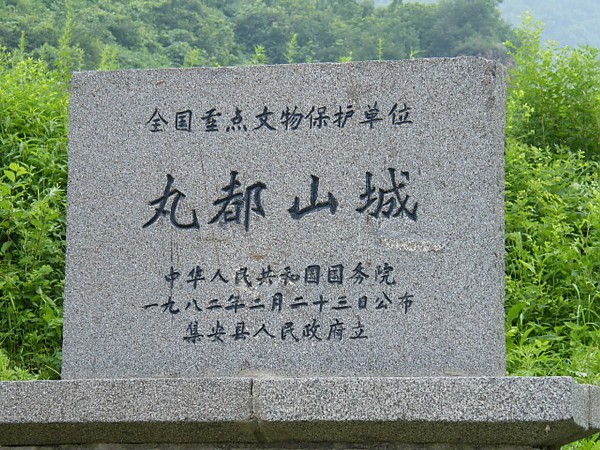 全国重点文物保护单位
丸都山城
中华人民共和国国务院
一九八二年二月二十三日公布
集安县人民政府立